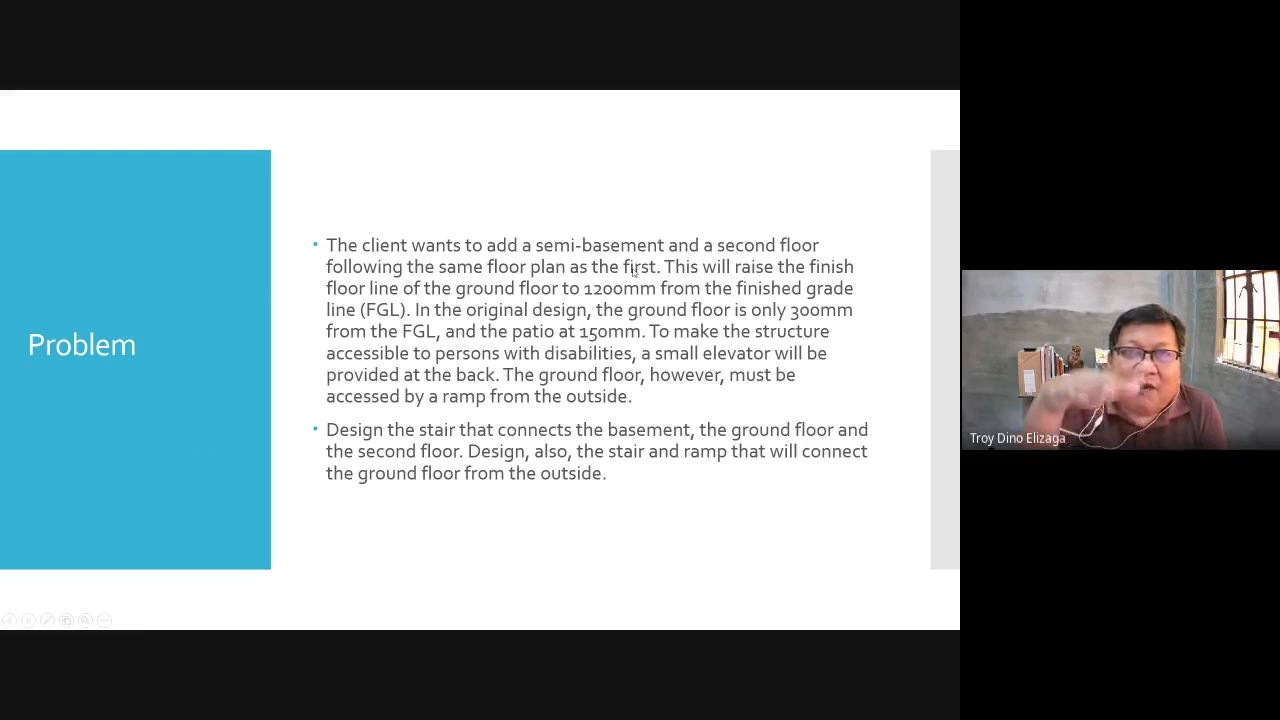 Problem
• The client wants to add a semi-basement and a second floor
following the same floor plan as the first. This will raise the finish
floor line of the ground floor to 1200mm from the finished grade
line (FGL). In the original design, the ground floor is only 300mm
from the FGL, and the patio at 150mm. To make the structure
accessible to persons with disabilities, a small elevator will be
provided at the back. The ground floor, however, must be
accessed by a ramp from the outside.
• Design the stair that connects the basement, the ground floor and
the second floor. Design, also, the stair and ramp that will connect
the ground floor from the outside.
Troy Dino Elizaga